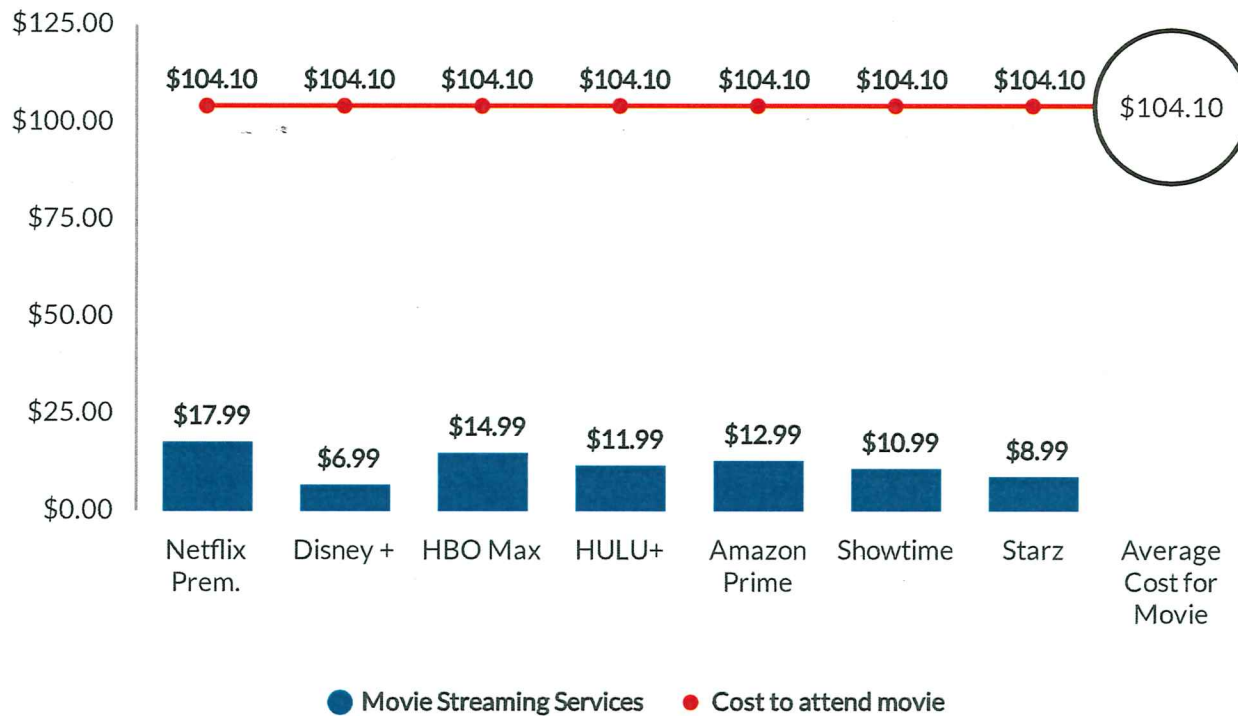 $125.00
$104.10 $104.10 $104.10 $104.10 $104.10 $104.10 $104.10
$104.10
$100.00
$75.00
$50.00
$25.00
$17.99
$6.99
$14.99
$11.99
$12.99
$10.99
$8.99
$0.00
Netflix
Prem.
Disney +
HBO Max
HULU+
Amazon
Prime
Showtime
Starz
Average
Cost for
Movie
Movie Streaming Services
Cost to attend movie